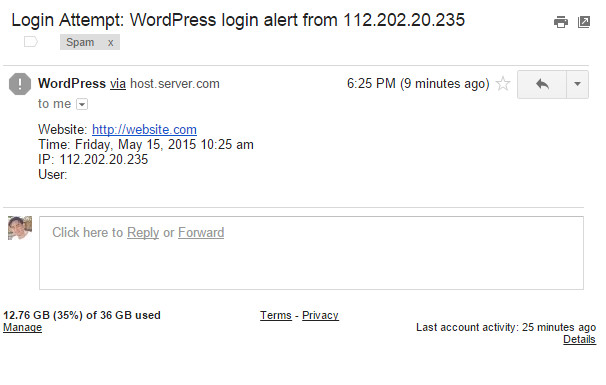 Login Attempt: WordPress login alert from 112.202.20.235
Spam x
WordPress via host.server.com 6:25 PM (9 minutes ago)
to me
Website: http://website.com
Time: Friday, May 15, 2015 10:25 am
IP: 112.202.20.235
User:
Click here to Reply or Forward
12.76 GB (35%) of 36 GB used
Manage
Terms - Privacy
Last account activity: 25 minutes ago
Details